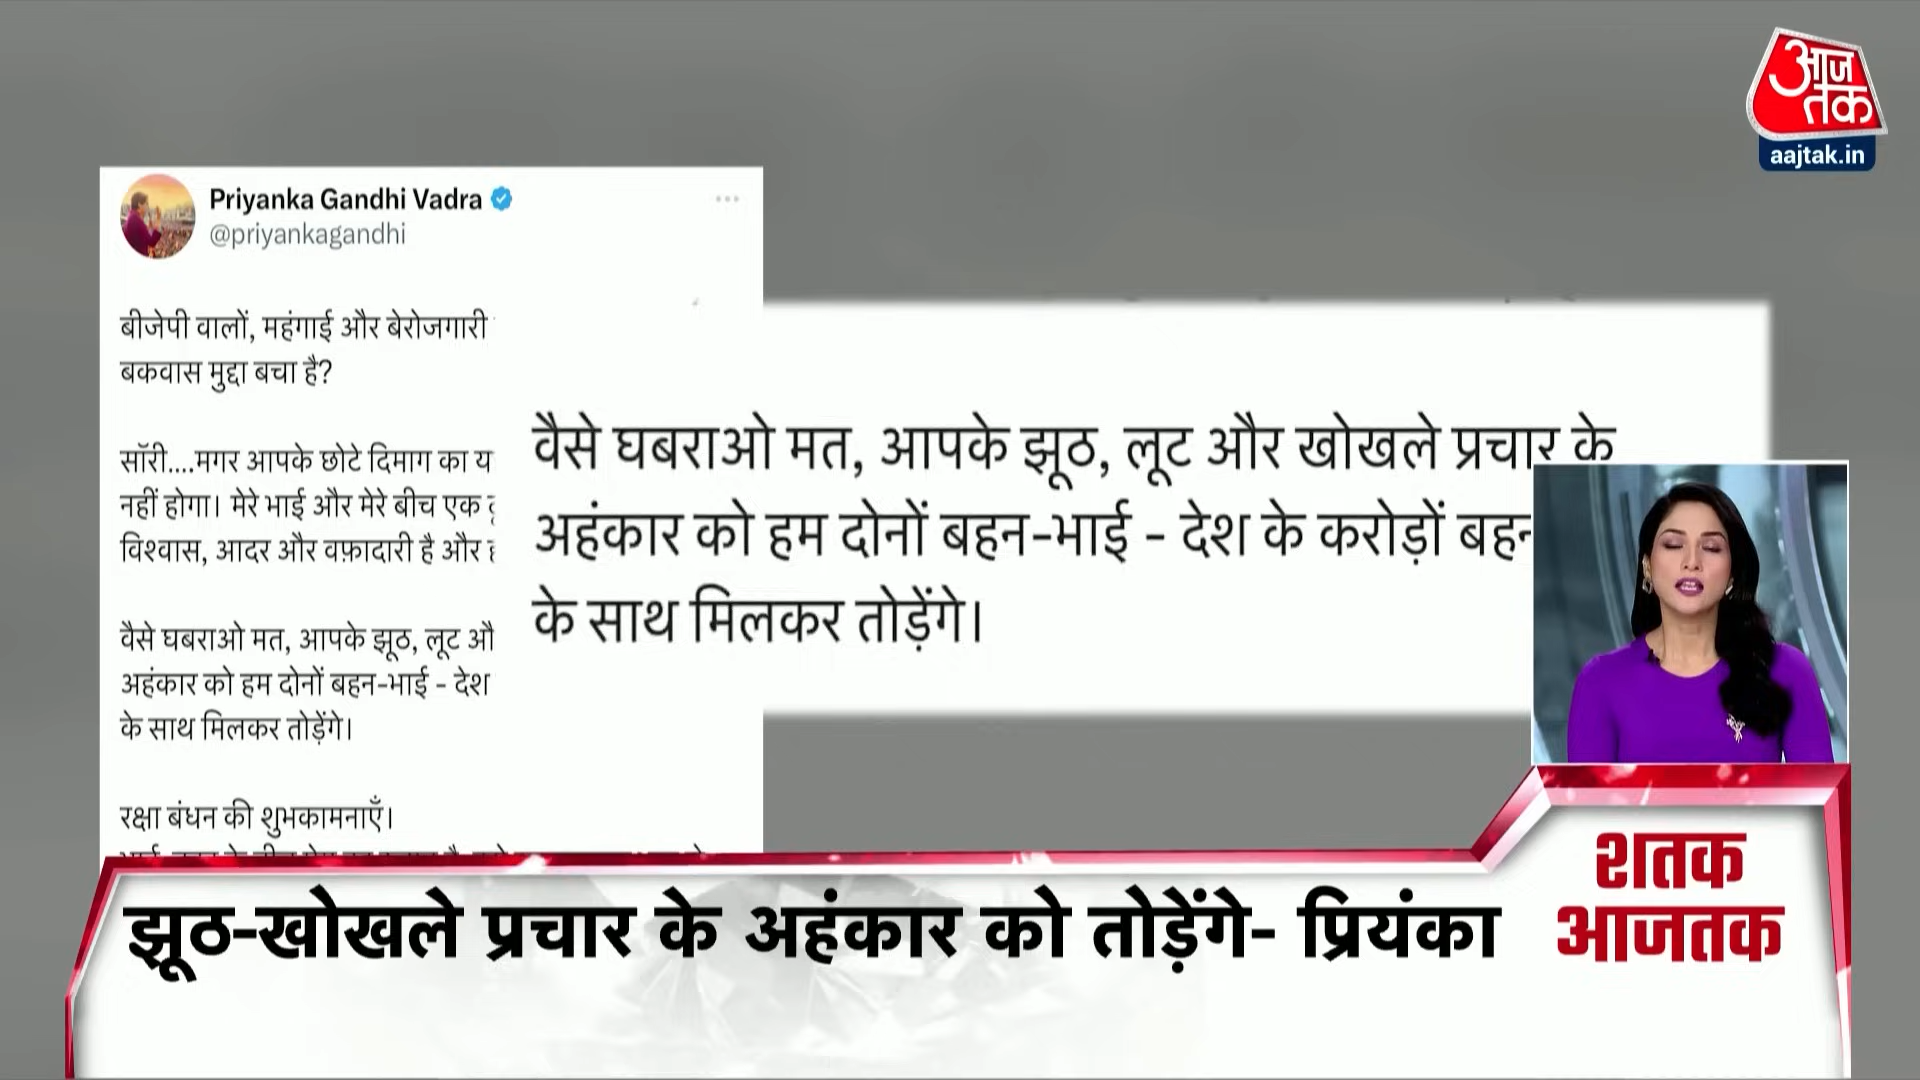 आज
तक
aajtak.in
Priyanka Gandhi Vadra
@priyankagandhi
बीजेपी वालों, महंगाई और बेरोजगारी
बकवास मुद्दा बचा है?
सॉरी....मगर आपके छोटे दिमाग का
नहीं होगा। मेरे भाई और मेरे बीच एक
विश्वास, आदर और वफ़ादारी है और
वैसे घबराओ मत, आपके झूठ, लूट
अहंकार को हम दोनों बहन-भाई - देश
के साथ मिलकर तोड़ेंगे।
रक्षा बंधन की शुभकामनाएँ।
वैसे घबराओ मत, आपके झूठ, लूट और खोखले प्रचार के
अहंकार को हम दोनों बहन-भाई - देश के करोड़ों
के साथ मिलकर तोड़ेंगे।
झूठ-खोखले प्रचार के अहंकार को तोड़ेंगे- प्रियंका
शतक
आजतक